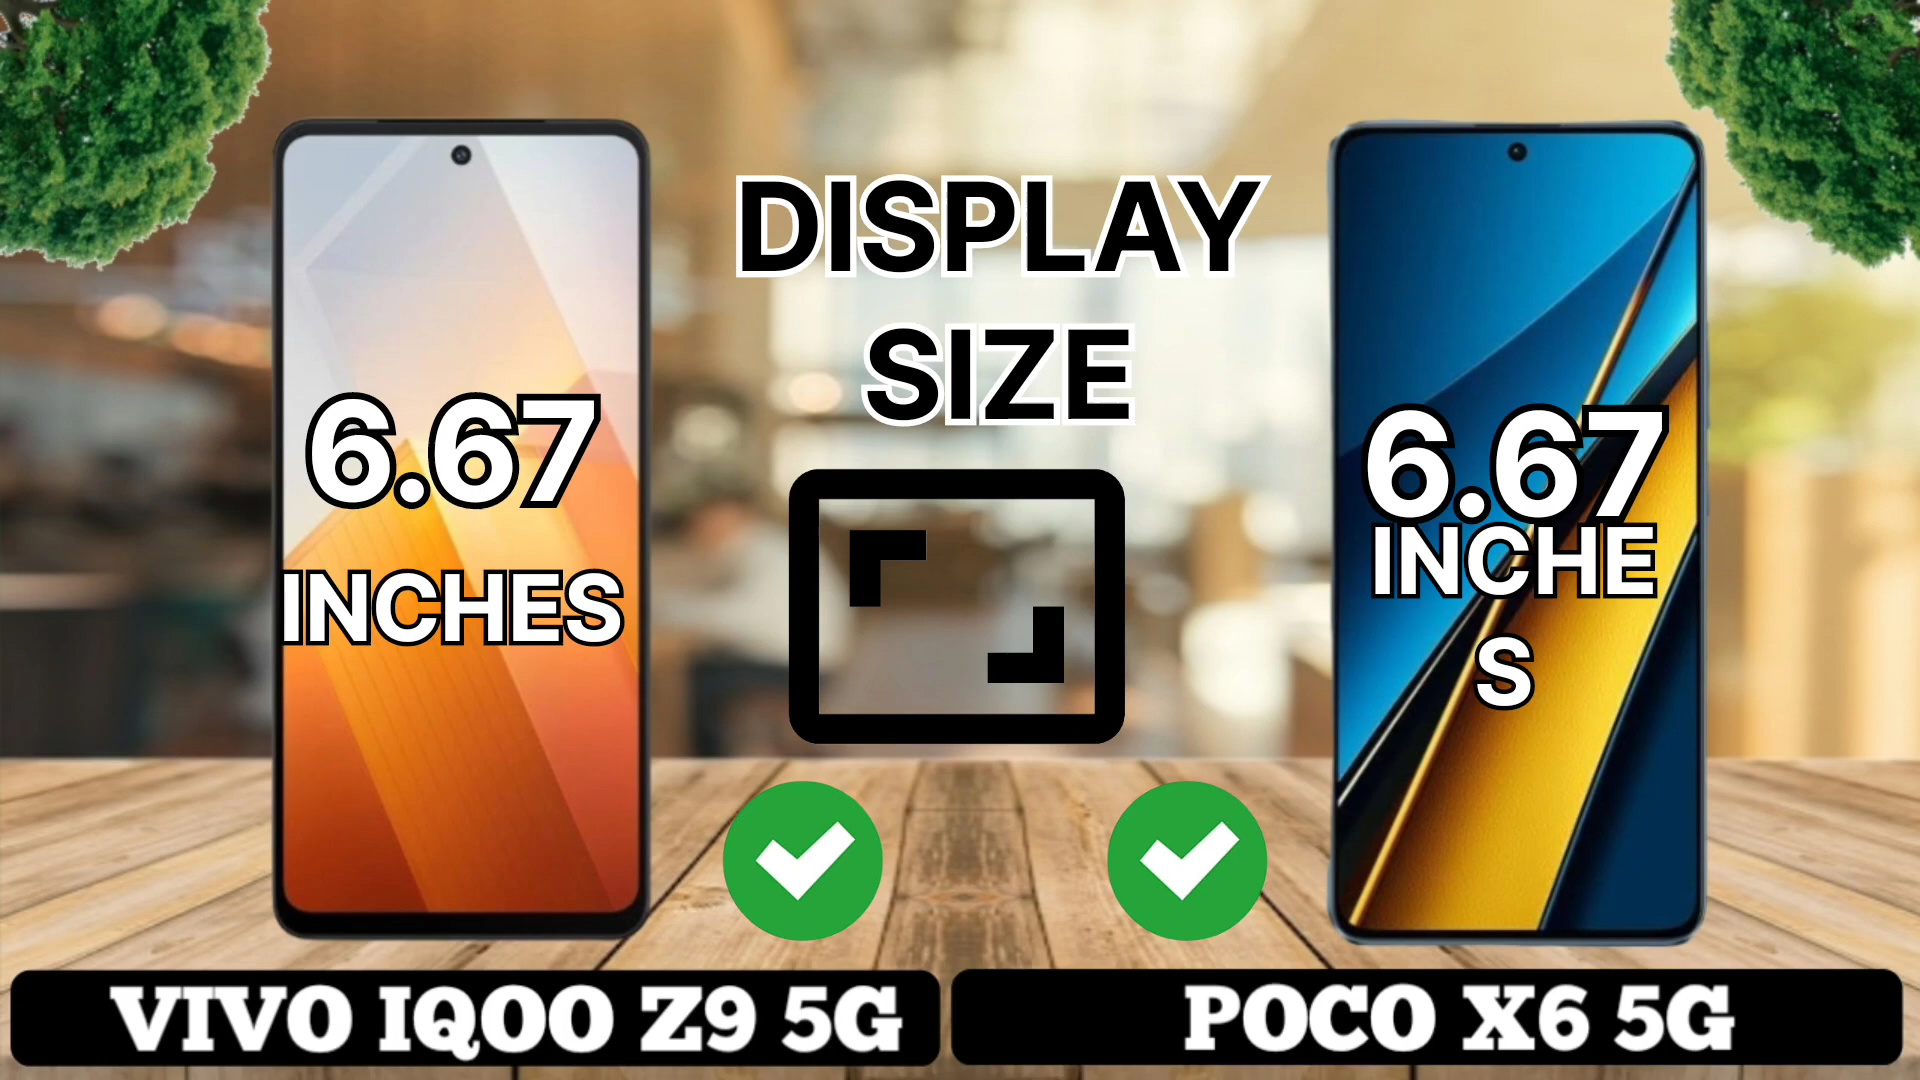 DISPLAY
SIZE
6.67
INCHES
6.67
INCHE
S
VIVO IQOO Z9 5G
POCO X6 5G